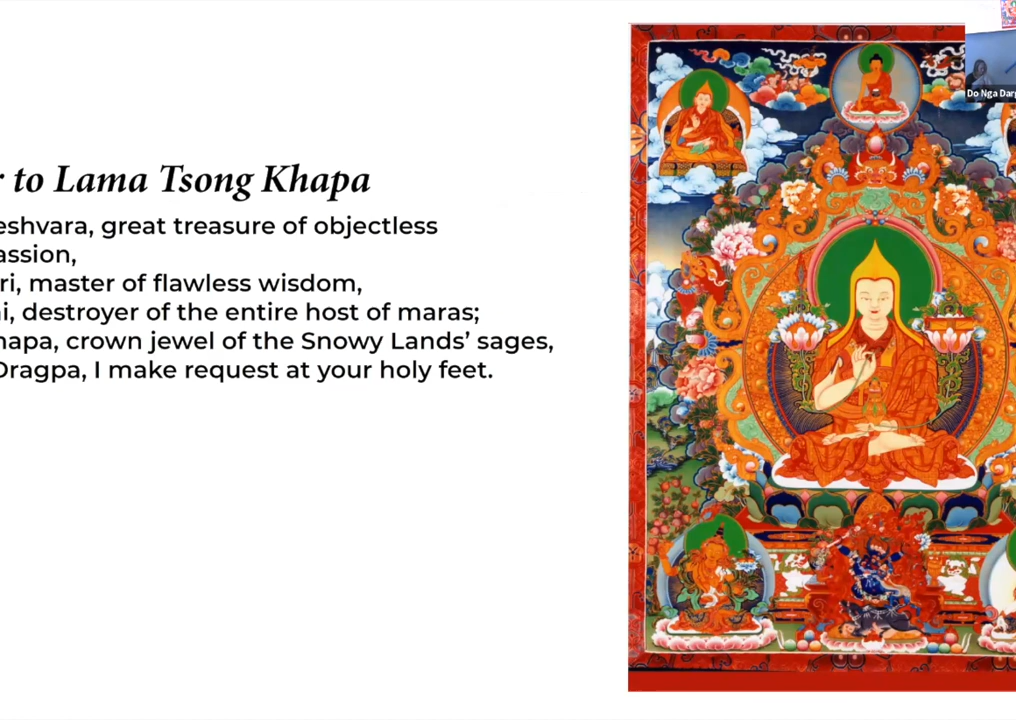 r to Lama Tsong Khapa
eshvara, great treasure of objectless
assion,
ri, master of flawless wisdom,
i, destroyer of the entire host of maras;
hapa, crown jewel of the Snowy Lands’ sages,
Dragpa, I make request at your holy feet.
Do Nga Darg